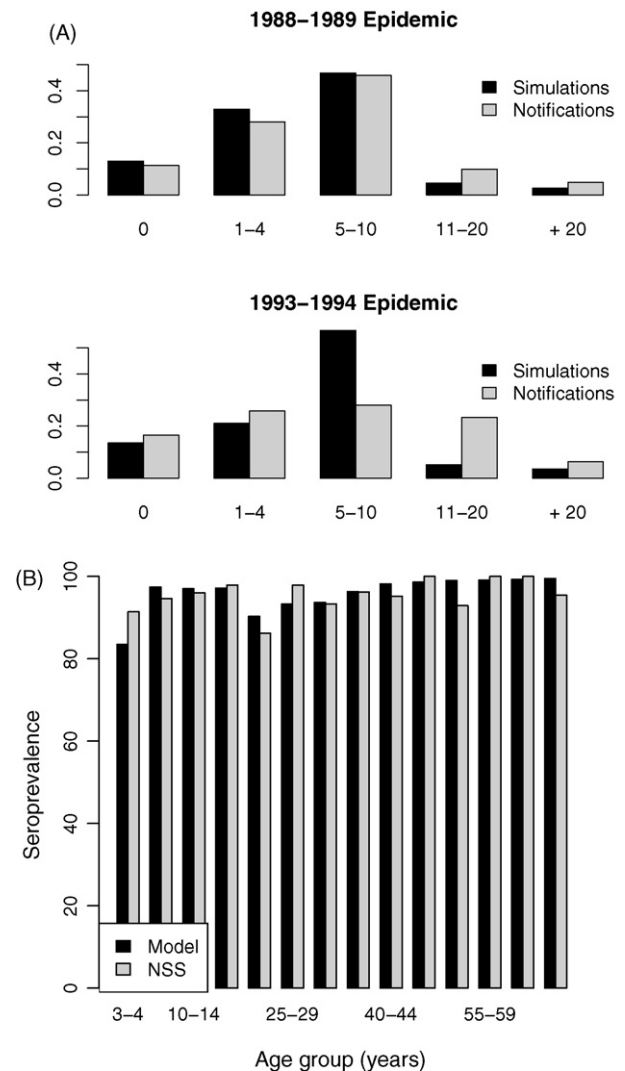 (A)
1988–1989 Epidemic
0.4
0.2
0.0
Simulations
Notifications
0 1–4 5–10 11–20 + 20
1993–1994 Epidemic
0.4
0.2
0.0
Simulations
Notifications
0 1–4 5–10 11–20 + 20
(B)
100
80
60
40
20
0
Seroprevalence
Model
NSS
3–4 10–14 25–29 40–44 55–59
Age group (years)